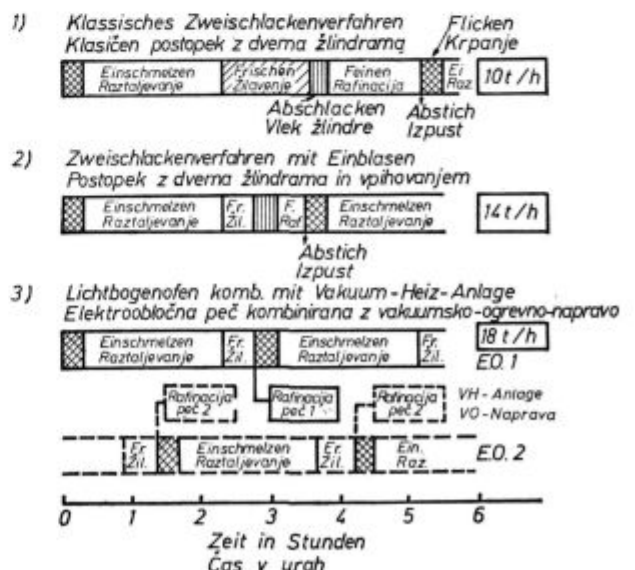 1) Klassisches Zweischlackenverfahren
Klasičen postopek z dvema žlindrama
Flicken
Krpanje
Einschmelzen
Raztaljevanje
Frischen
Žilavenje
Feinen
Rafinacija
Ei
Raz.
10 t/h
Abschlacken
Vlek žlindre
Abstich
Izpust
2) Zweischlackenverfahren mit Einblasen
Postopek z dvema žlindrama in vpihovanjem
Einschmelzen
Raztaljevanje
Fr.
Žil.
F.
Raf
Einschmelzen
Raztaljevanje
14 t/h
Abstich
Izpust
3) Lichtbogenofen komb. mit Vakuum-Heiz-Anlage
Elektroobločna peč kombinirana z vakuumsko-ogrevno-napravo
Einschmelzen
Raztaljevanje
Fr.
Žil.
Einschmelzen
Raztaljevanje
Fr.
Žil.
18 t/h
E.O. 1
Rafinacija
peč 2
Rafinacija
peč 1
Rafinacija
peč 2
VH-Anlage
VO-Naprava
Fr.
Žil.
Einschmelzen
Raztaljevanje
Fr.
Žil.
Ein.
Raz.
E.O. 2
0 1 2 3 4 5 6
Zeit in Stunden
Čas v urah